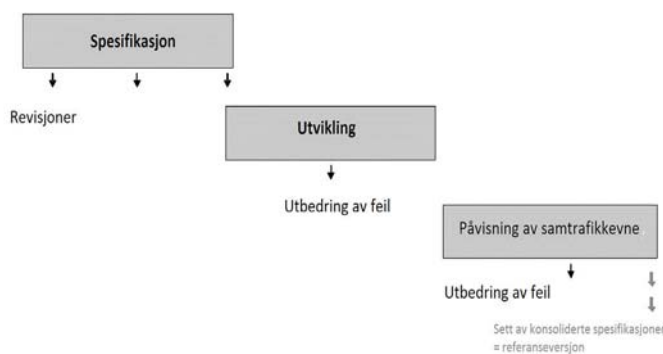 Spesifikasjon
Revisjoner
Utvikling
Utbedring av feil
Påvisning av samtrafikkevne
Utbedring av feil
Sett av konsoliderte spesifikasjoner
= referanseversjon